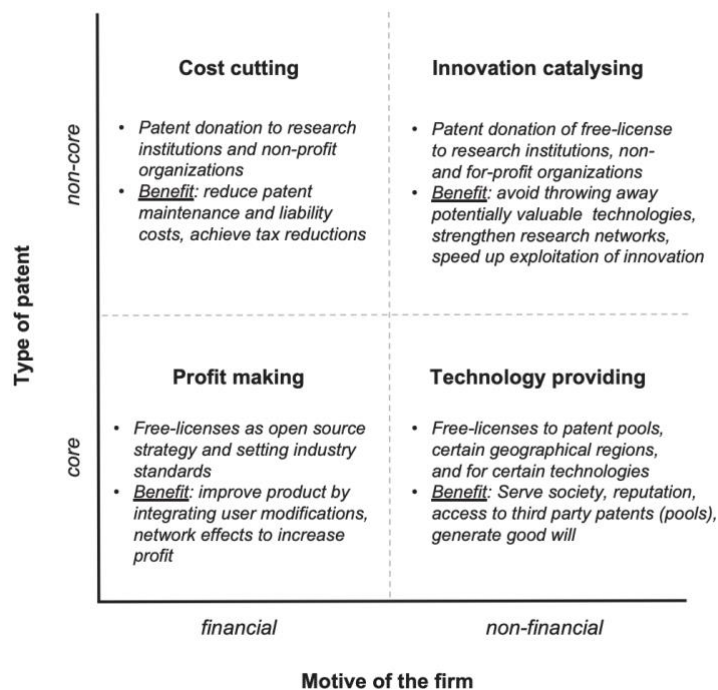 Cost cutting
• Patent donation to research
institutions and non-profit
organizations
• Benefit: reduce patent
maintenance and liability
costs, achieve tax reductions
Innovation catalysing
• Patent donation of free-license
to research institutions, non-
and for-profit organizations
• Benefit: avoid throwing away
potentially valuable technologies,
strengthen research networks,
speed up exploitation of innovation
non-core
Type of patent
Profit making
• Free-licenses as open source
strategy and setting industry
standards
• Benefit: improve product by
integrating user modifications,
network effects to increase
profit
Technology providing
• Free-licenses to patent pools,
certain geographical regions,
and for certain technologies
• Benefit: Serve society, reputation,
access to third party patents (pools),
generate good will
core
financial
non-financial
Motive of the firm